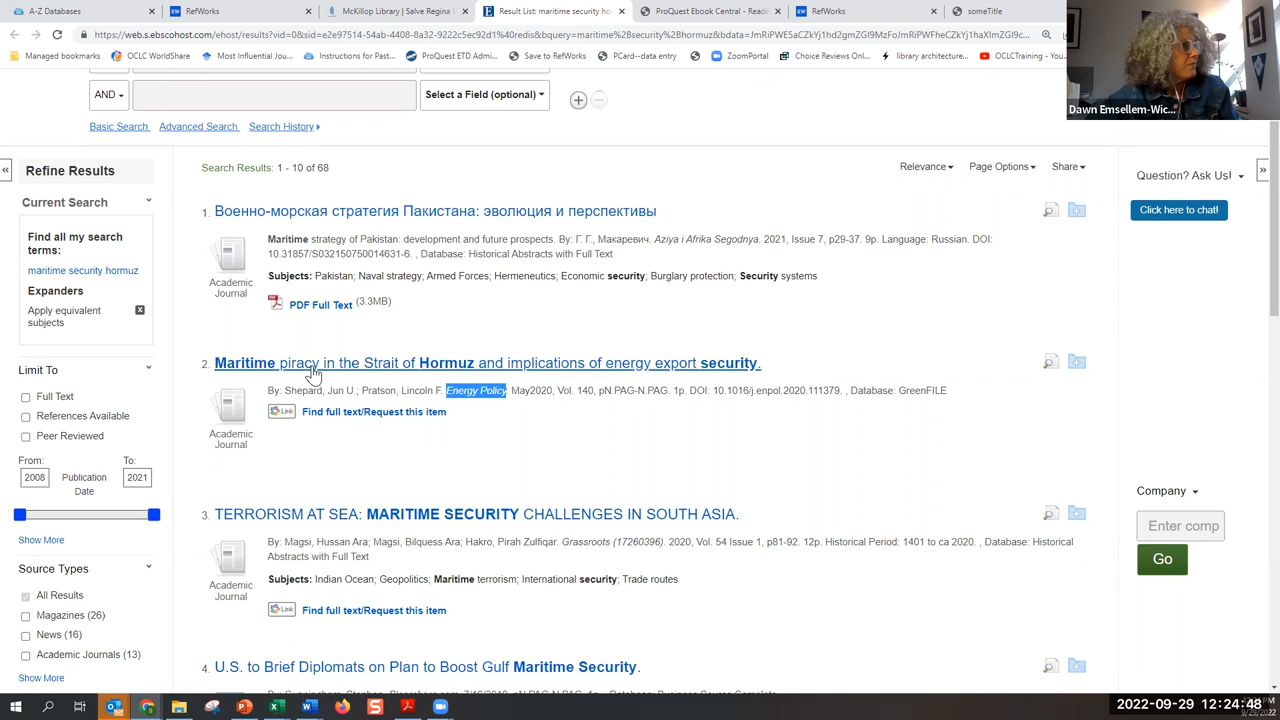 A-Z Databases
RefWorks
McKillop Library | Salve Regina
Result List: maritime security ho
ProQuest Ebook Central - Reade
RefWorks
someTitle
https://web.s.ebscohost.com/ehost/results?vid=0&sid=e2e97514-54ab-4408-8a32-9222c5ec92d1%40redis&bquery=maritime%2Bsecurity%2Bhormuz&bdata=JmRiPWE5aCZkYj1hd2gmZGI9MzFoJmRiPWFheCZkYj1haXImZGI9c...
Managed bookmarks
OCLC WorldShare
Most Influential Jou...
Instructions to Past...
ProQuest ETD Admin...
Save to RefWorks
PCard--data entry
ZoomPortal
Choice Reviews Onl...
library architecture...
OCLCTraining - You...
Dawn Emsellem-Wic...
AND
Select a Field (optional)
Basic Search
Advanced Search
Search History
Refine Results
Search Results: 1 - 10 of 68
Relevance
Page Options
Share
Question? Ask Us!
Click here to chat!
Current Search
Find all my search
terms:
maritime security hormuz
Expanders
Apply equivalent
subjects
Limit To
Full Text
References Available
Peer Reviewed
From:
To:
2008
Publication
Date
2021
Show More
Source Types
All Results
Magazines (26)
News (16)
Academic Journals (13)
Show More
1. Военно-морская стратегия Пакистана: эволюция и перспективы
Maritime strategy of Pakistan: development and future prospects. By: Г. Г., Макаревич. Aziya i Afrika Segodnya. 2021, Issue 7, p29-37. 9p. Language: Russian. DOI:
10.31857/S032150750014631-6. , Database: Historical Abstracts with Full Text
Academic
Journal
Subjects: Pakistan; Naval strategy; Armed Forces; Hermeneutics; Economic security; Burglary protection; Security systems
PDF Full Text (3.3MB)
2. Maritime piracy in the Strait of Hormuz and implications of energy export security.
By: Shepard, Jun U.; Pratson, Lincoln F. Energy Policy. May2020, Vol. 140, pN.PAG-N.PAG. 1p. DOI: 10.1016/j.enpol.2020.111379. , Database: GreenFILE
Link
Find full text/Request this item
Academic
Journal
3. TERRORISM AT SEA: MARITIME SECURITY CHALLENGES IN SOUTH ASIA.
By: Magsi, Hussan Ara; Magsi, Bilquess Ara; Hakro, Pirah Zulfiqar. Grassroots (17260396). 2020, Vol. 54 Issue 1, p81-92. 12p. Historical Period: 1401 to ca 2020. , Database: Historical
Abstracts with Full Text
Academic
Journal
Subjects: Indian Ocean; Geopolitics; Maritime terrorism; International security; Trade routes
Link
Find full text/Request this item
4. U.S. to Brief Diplomats on Plan to Boost Gulf Maritime Security.
Company
Enter comp
Go
2022-09-29 12:24:48